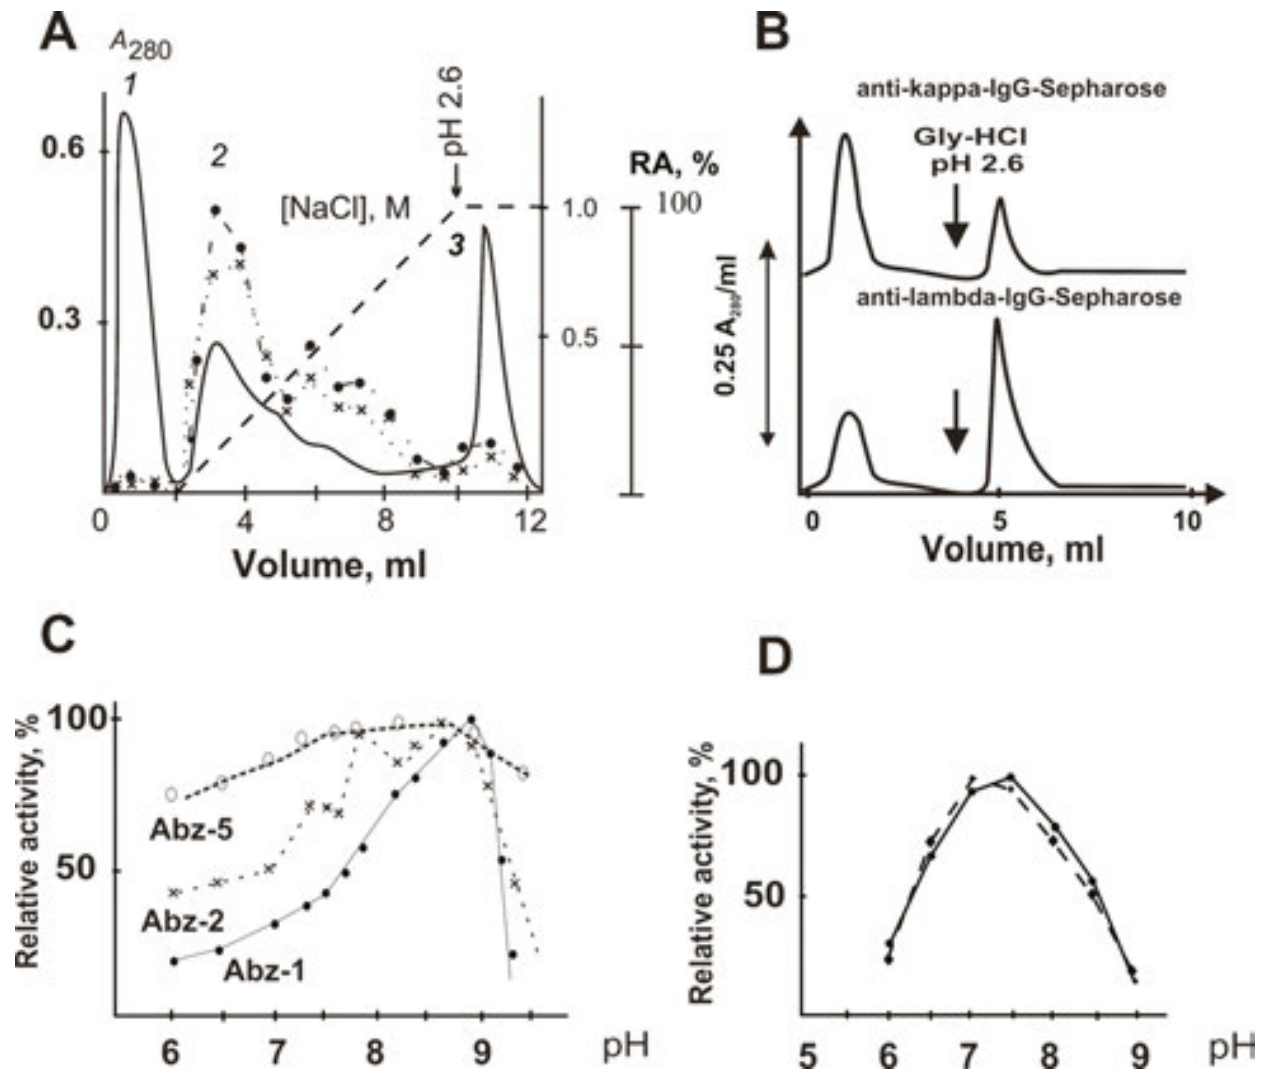 A
A280
1
2
3
[NaCl], M
pH 2.6
RA, %
100
1.0
0.5
0.6
0.3
0 4 8 12
Volume, ml
B
anti-kappa-IgG-Sepharose
Gly-HCl
pH 2.6
anti-lambda-IgG-Sepharose
0.25 A280/ml
0 5 10
Volume, ml
C
Relative activity, %
100
50
Abz-5
Abz-2
Abz-1
6 7 8 9 pH
D
Relative activity, %
100
50
5 6 7 8 9 pH